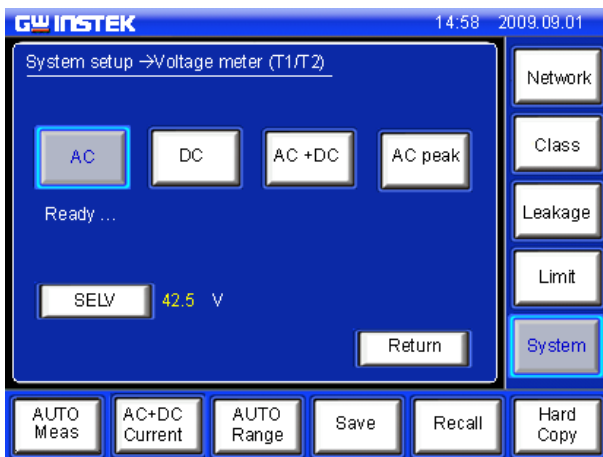 GW INSTEK 14:58 2009.09.01
System setup →Voltage meter (T1/T2)
AC DC AC +DC AC peak
Ready ...
SELV 42.5 V
Return
Network
Class
Leakage
Limit
System
AUTO Meas
AC+DC Current
AUTO Range
Save
Recall
Hard Copy